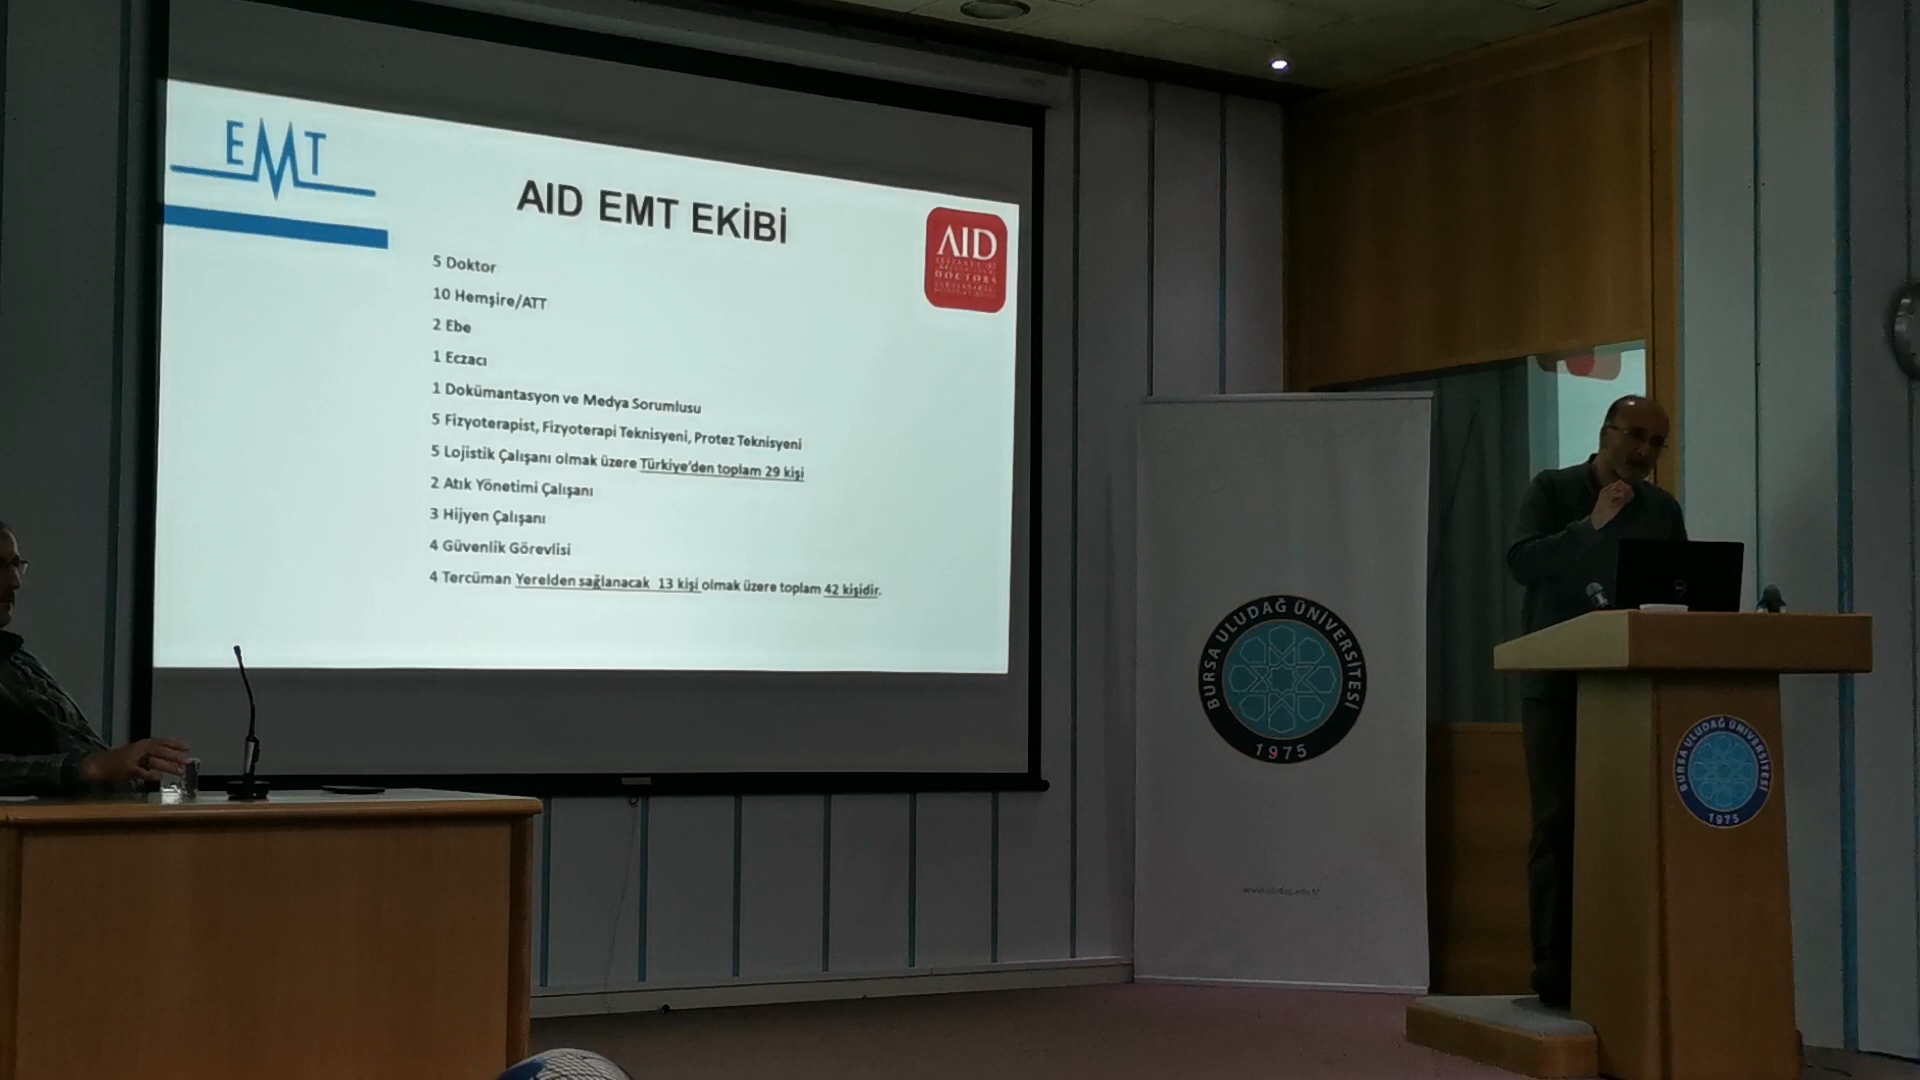 EMT
AID EMT EKİBİ
AID
DOCTORS
5 Doktor
10 Hemşire/ATT
2 Ebe
1 Eczacı
1 Dokümantasyon ve Medya Sorumlusu
5 Fizyoterapist, Fizyoterapi Teknisyeni, Protez Teknisyeni
5 Lojistik Çalışanı olmak üzere Türkiye'den toplam 29 kişi
2 Atık Yönetimi Çalışanı
3 Hijyen Çalışanı
4 Güvenlik Görevlisi
4 Tercüman Yerelden sağlanacak 13 kişi olmak üzere toplam 42 kişidir.
BURSA ULUDAĞ ÜNİVERSİTESİ
1975
BURSA ULUDAĞ ÜNİVERSİTESİ
1975